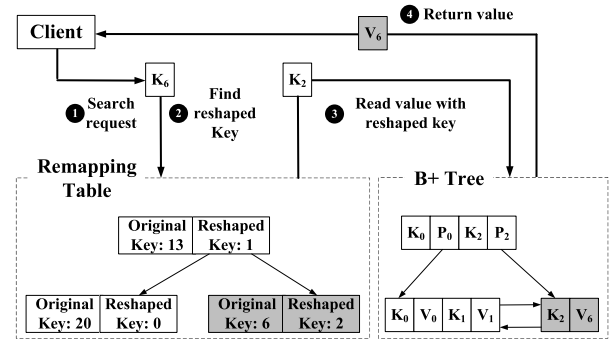 4 Return value
Client
V6
K6
K2
1 Search
request
2 Find
reshaped
Key
3 Read value with
reshaped key
Remapping
Table
B+ Tree
Original Reshaped
Key: 13 Key: 1
K0 P0 K2 P2
Original Reshaped
Key: 20 Key: 0
Original Reshaped
Key: 6 Key: 2
K0 V0 K1 V1
K2 V6